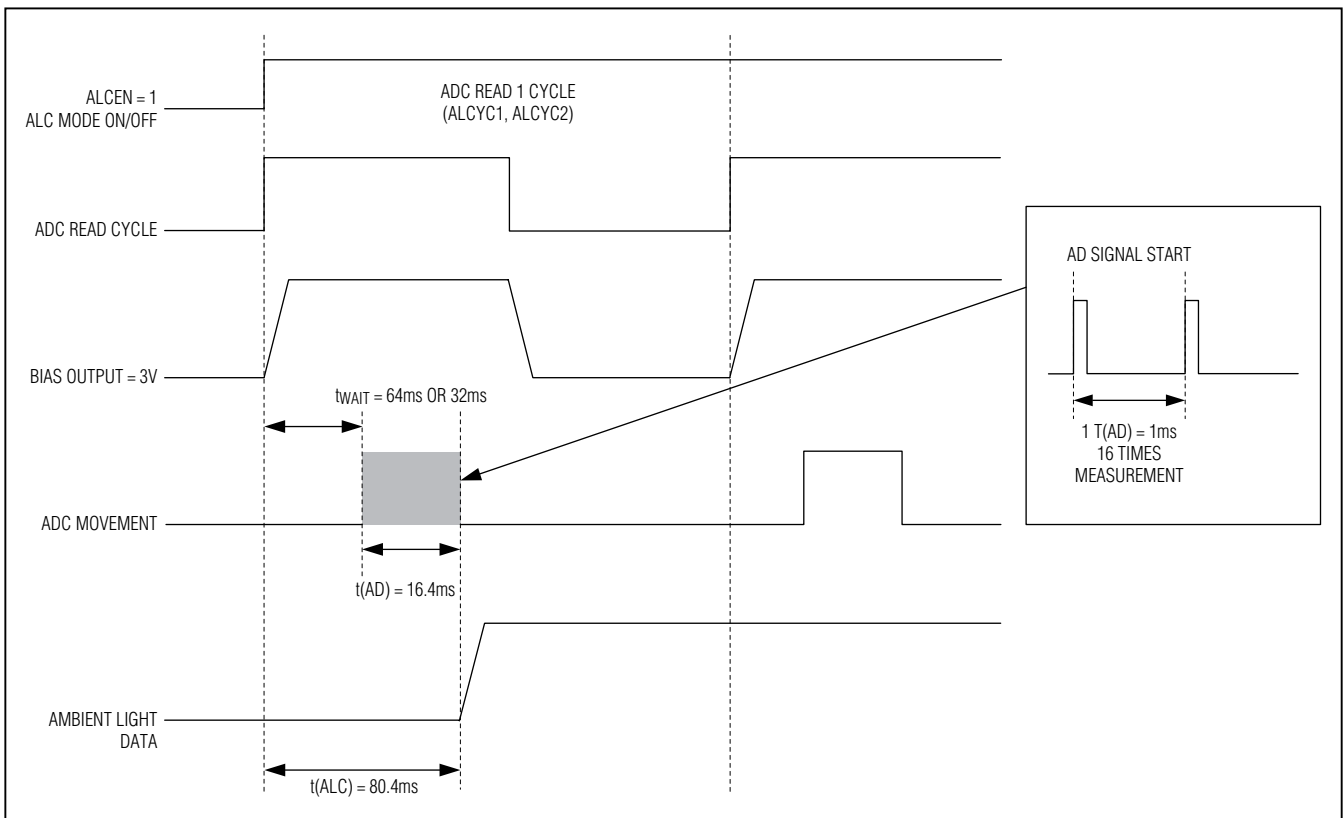 ALCEN = 1
ALC MODE ON/OFF
ADC READ 1 CYCLE
(ALCYC1, ALCYC2)
ADC READ CYCLE
BIAS OUTPUT = 3V
tWAIT = 64ms OR 32ms
ADC MOVEMENT
t(AD) = 16.4ms
AMBIENT LIGHT
DATA
t(ALC) = 80.4ms
AD SIGNAL START
1 T(AD) = 1ms
16 TIMES
MEASUREMENT